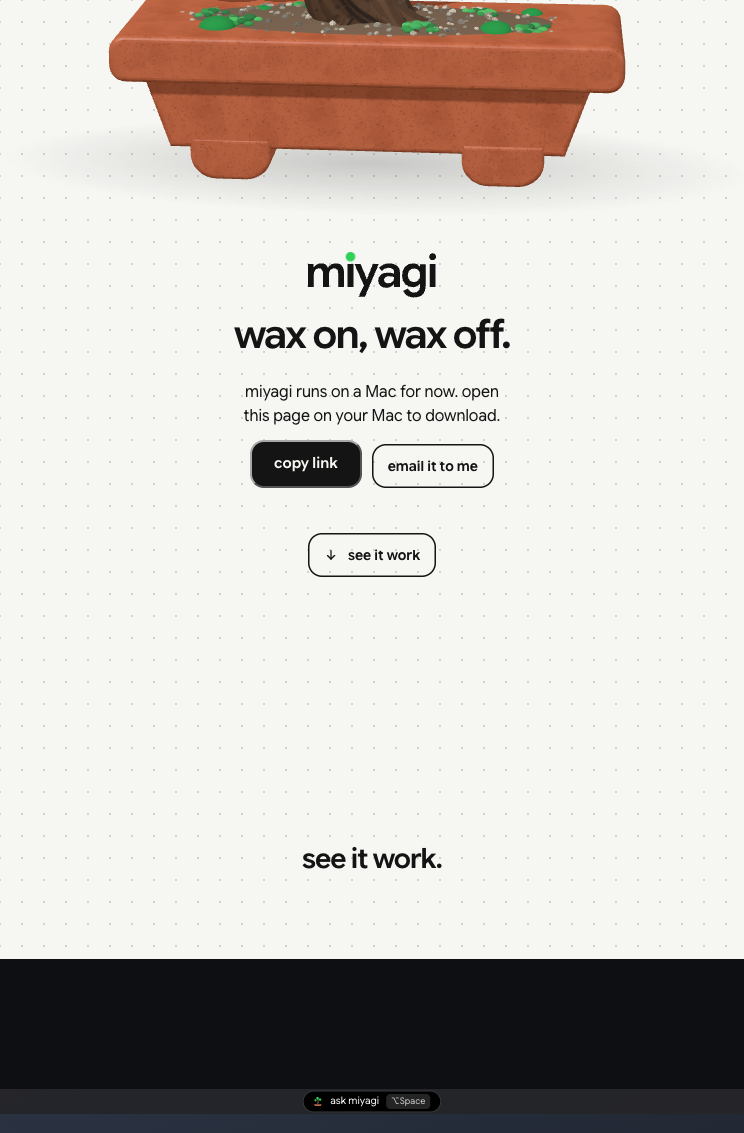 miyagi
wax on, wax off.
miyagi runs on a Mac for now. open
this page on your Mac to download.
copy link
email it to me
↓ see it work
see it work.
ask miyagi ⌥Space